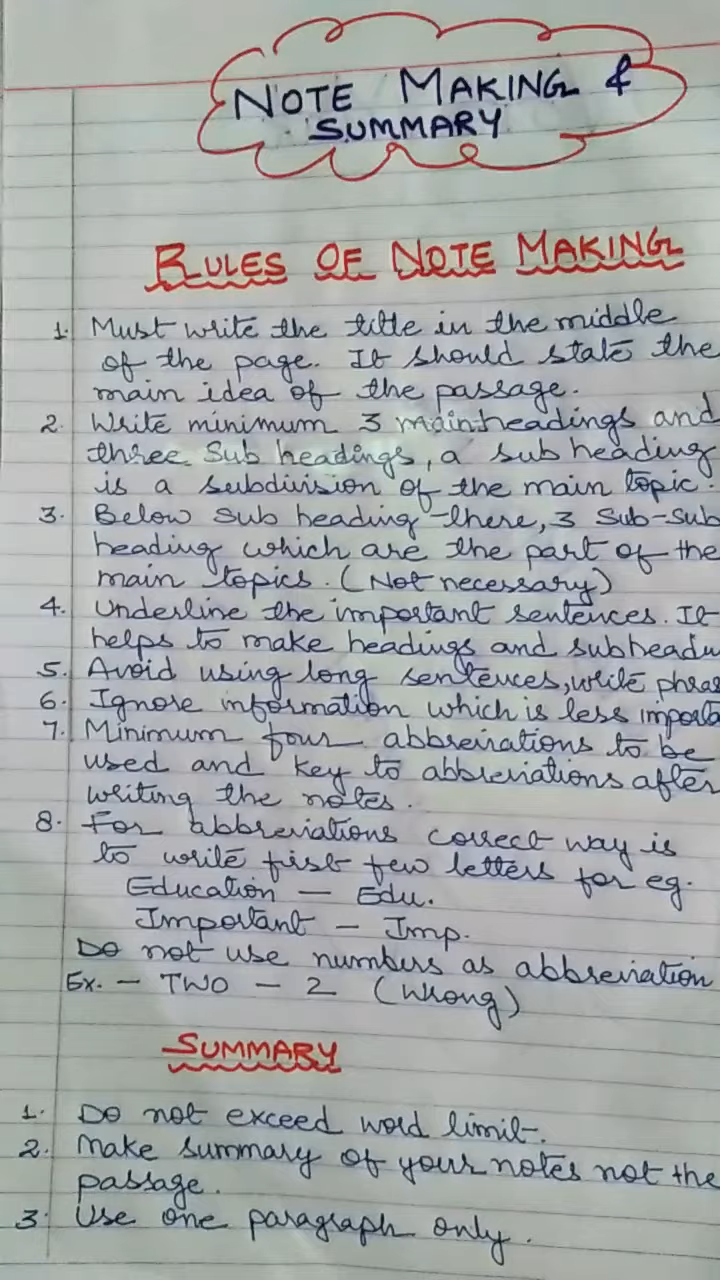 NOTE MAKING &
SUMMARY
RULES OF NOTE MAKING
1. Must write the title in the middle
of the page. It should state the
main idea of the passage.
2. Write minimum 3 main headings and
three Sub headings, a sub heading
is a subdivision of the main topic.
3. Below sub heading there, 3 Sub-sub
heading which are the part of the
main topics. (Not necessary)
4. Underline the important sentences. It
helps to make headings and subheadi
5. Avoid using long sentences, write phras
6. Ignore information which is less importa
7. Minimum four abbreviations to be
used and key to abbreviations after
writing the notes.
8. For abbreviations correct way is
to write first few letters for eg.
Education — Edu.
Important — Imp.
Do not use numbers as abbreviation
Ex. — TWO — 2 (Wrong)
SUMMARY
1. Do not exceed word limit.
2. Make summary of your notes not the
passage.
3. Use one paragraph only.